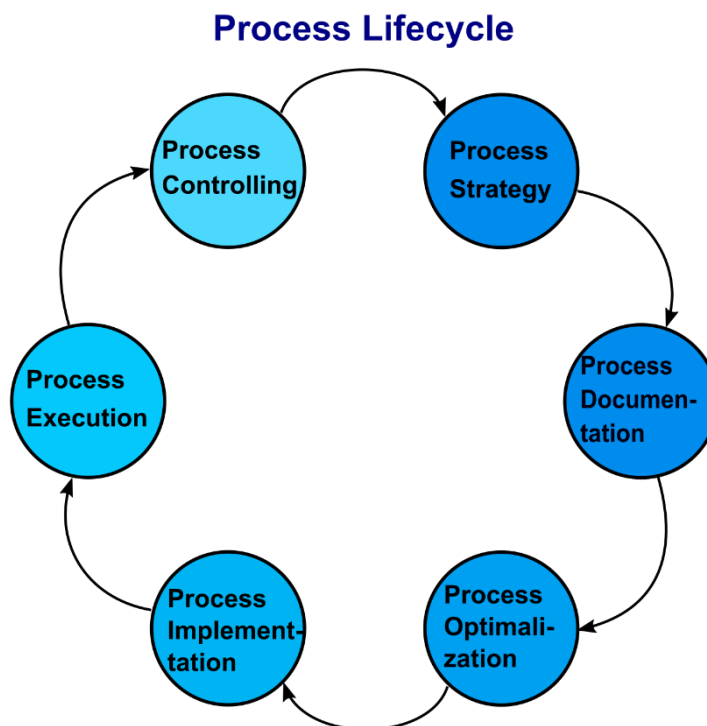 Process Lifecycle
Process
Controlling
Process
Strategy
Process
Documen-
tation
Process
Optimali-
zation
Process
Implement-
tation
Process
Execution